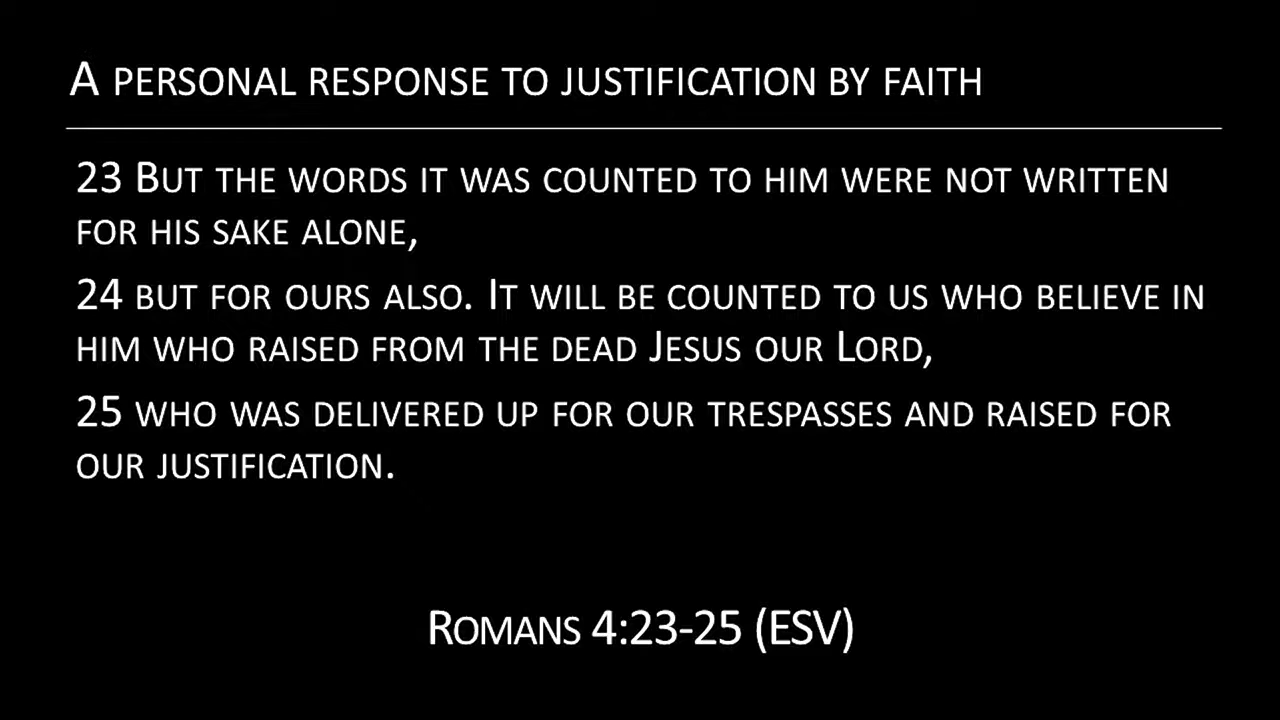 A PERSONAL RESPONSE TO JUSTIFICATION BY FAITH
23 BUT THE WORDS IT WAS COUNTED TO HIM WERE NOT WRITTEN
FOR HIS SAKE ALONE,
24 BUT FOR OURS ALSO. IT WILL BE COUNTED TO US WHO BELIEVE IN
HIM WHO RAISED FROM THE DEAD JESUS OUR LORD,
25 WHO WAS DELIVERED UP FOR OUR TRESPASSES AND RAISED FOR
OUR JUSTIFICATION.
ROMANS 4:23-25 (ESV)